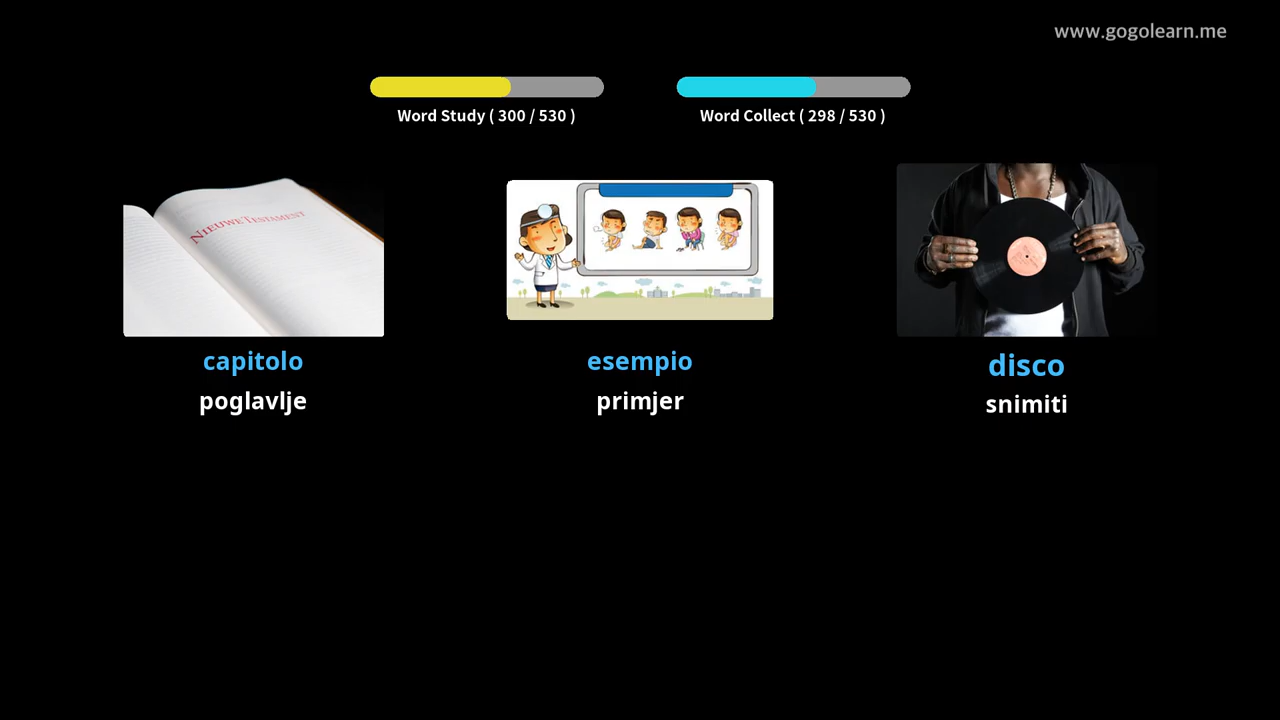 www.gogolearn.me
Word Study ( 300 / 530 )
Word Collect ( 298 / 530 )
NIEUWE TESTAMENT
capitolo
esempio
disco
poglavlje
primjer
snimiti